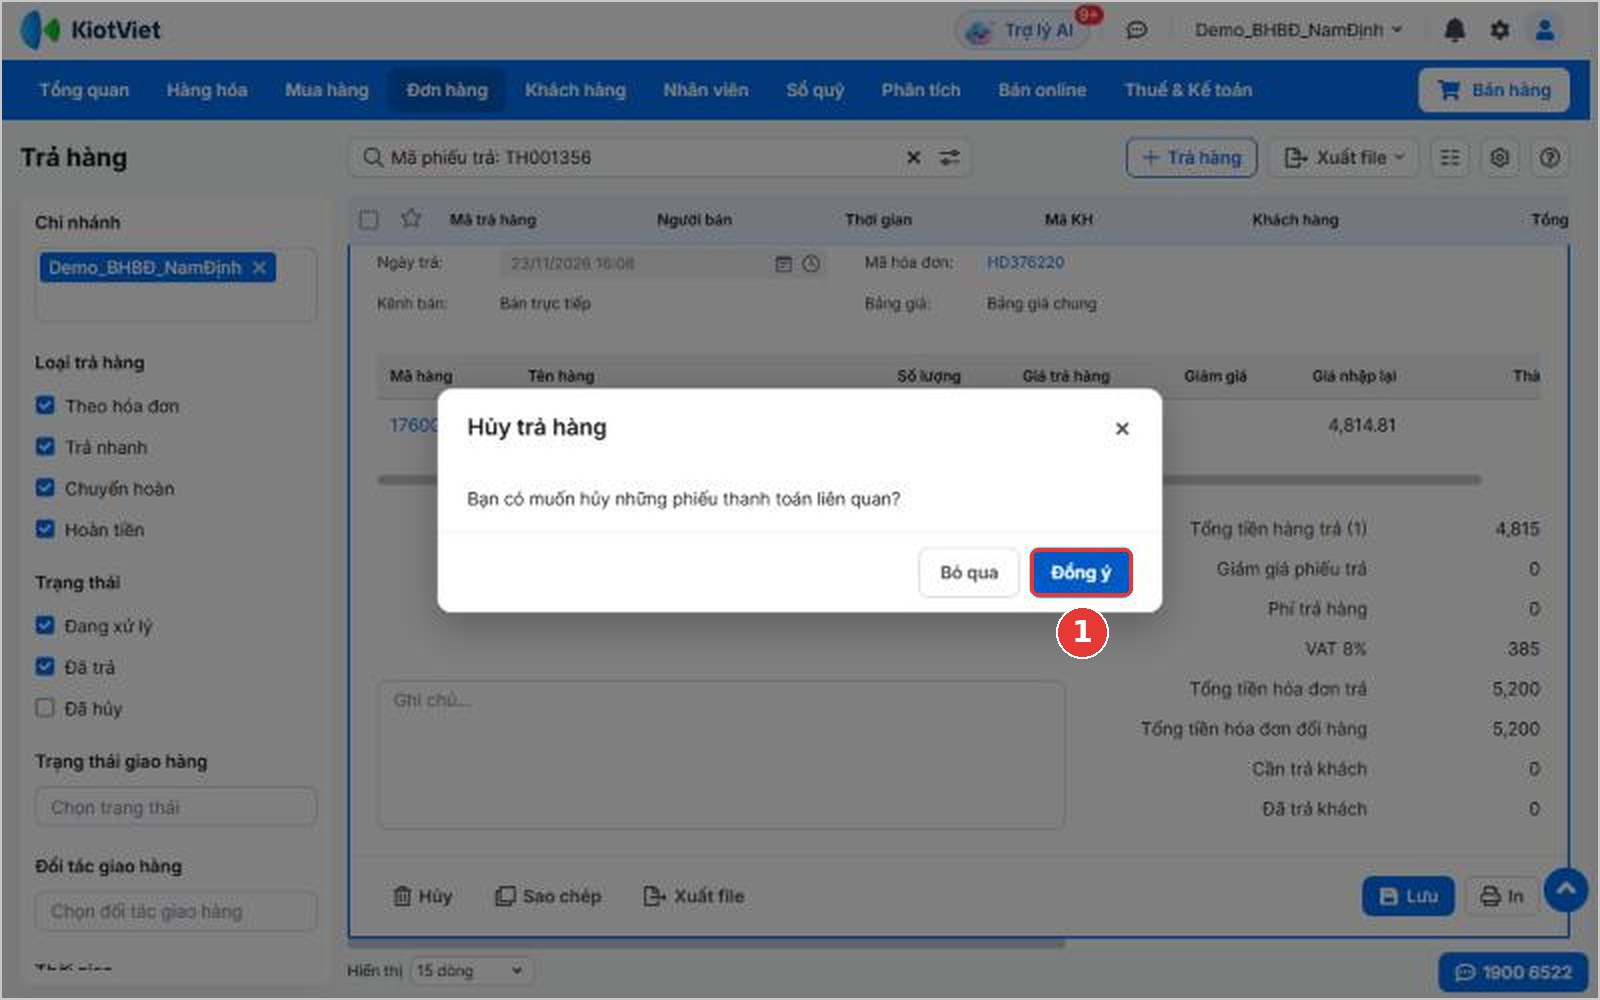 KiotViet
Trợ lý AI
9+
Demo_BHBĐ_NamĐịnh
Tổng quan
Hàng hóa
Mua hàng
Đơn hàng
Khách hàng
Nhân viên
Sổ quỹ
Phân tích
Bán online
Thuế & Kế toán
Bán hàng
Trả hàng
Mã phiếu trả: TH001356
Trả hàng
Xuất file
Chi nhánh
Demo_BHBĐ_NamĐịnh
Loại trả hàng
Theo hóa đơn
Trả nhanh
Chuyển hoàn
Hoàn tiền
Trạng thái
Đang xử lý
Đã trả
Đã hủy
Trạng thái giao hàng
Chọn trạng thái
Đối tác giao hàng
Chọn đối tác giao hàng
Thời gian
Mã trả hàng
Người bán
Thời gian
Mã KH
Khách hàng
Tổng
Ngày trả:
23/11/2026 16:08
Mã hóa đơn:
HD376220
Kênh bán:
Bán trực tiếp
Bảng giá:
Bảng giá chung
Mã hàng
Tên hàng
Số lượng
Giá trả hàng
Giảm giá
Giá nhập lại
Thà
4,814.81
Hủy trả hàng
Bạn có muốn hủy những phiếu thanh toán liên quan?
Bỏ qua
Đồng ý
1
Tổng tiền hàng trả (1)
4,815
Giảm giá phiếu trả
0
Phí trả hàng
0
VAT 8%
385
Tổng tiền hóa đơn trả
5,200
Tổng tiền hóa đơn đổi hàng
5,200
Cần trả khách
0
Đã trả khách
0
Ghi chú...
Hủy
Sao chép
Xuất file
Lưu
In
Hiển thị
15 dòng
1900 6522